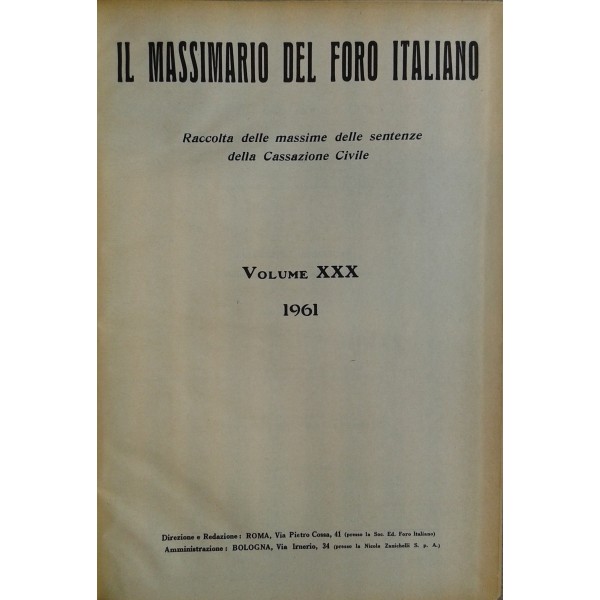 IL MASSIMARIO DEL FORO ITALIANO
Raccolta delle massime delle sentenze
della Cassazione Civile
VOLUME XXX
1961
Direzione e Redazione: ROMA, Via Pietro Cossa, 41 (presso la Soc. Ed. Foro Italiano)
Amministrazione: BOLOGNA, Via Irnerio, 34 (presso la Nicola Zanichelli S. p. A.)